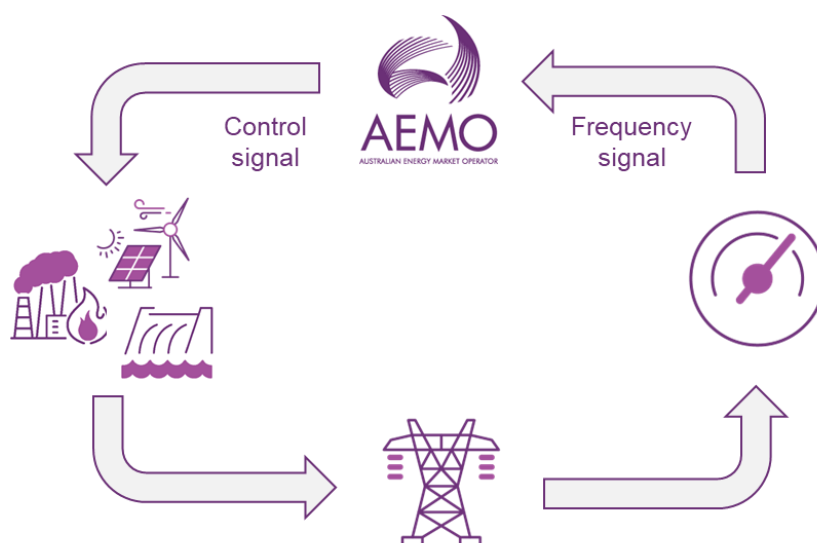 Control
signal
AEMO
AUSTRALIAN ENERGY MARKET OPERATOR
Frequency
signal